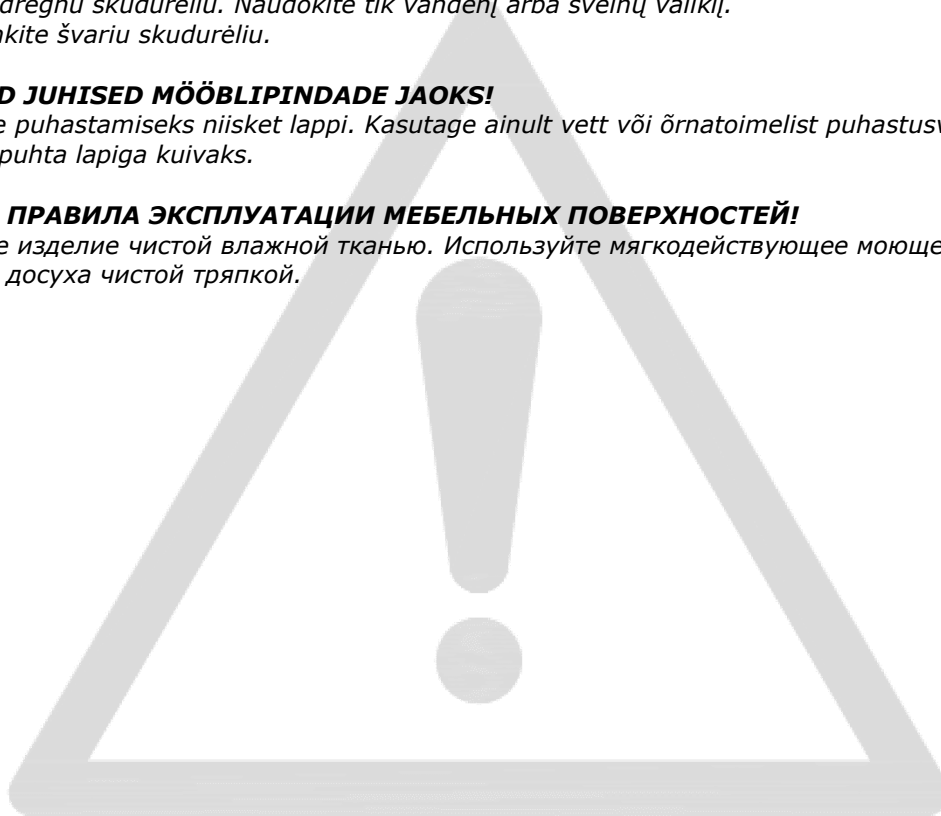 drėgnu skudurėliu. Naudokite tik vandenį arba švelnų valiklį.
kite švariu skudurėliu.
D JUHISED MÖÖBLIPINDADE JAOKS!
e puhastamiseks niisket lappi. Kasutage ainult vett või õrnatoimelist puhastusv
puhta lapiga kuivaks.
ПРАВИЛА ЭКСПЛУАТАЦИИ МЕБЕЛЬНЫХ ПОВЕРХНОСТЕЙ!
е изделие чистой влажной тканью. Используйте мягкодействующее моюще
досуха чистой тряпкой.